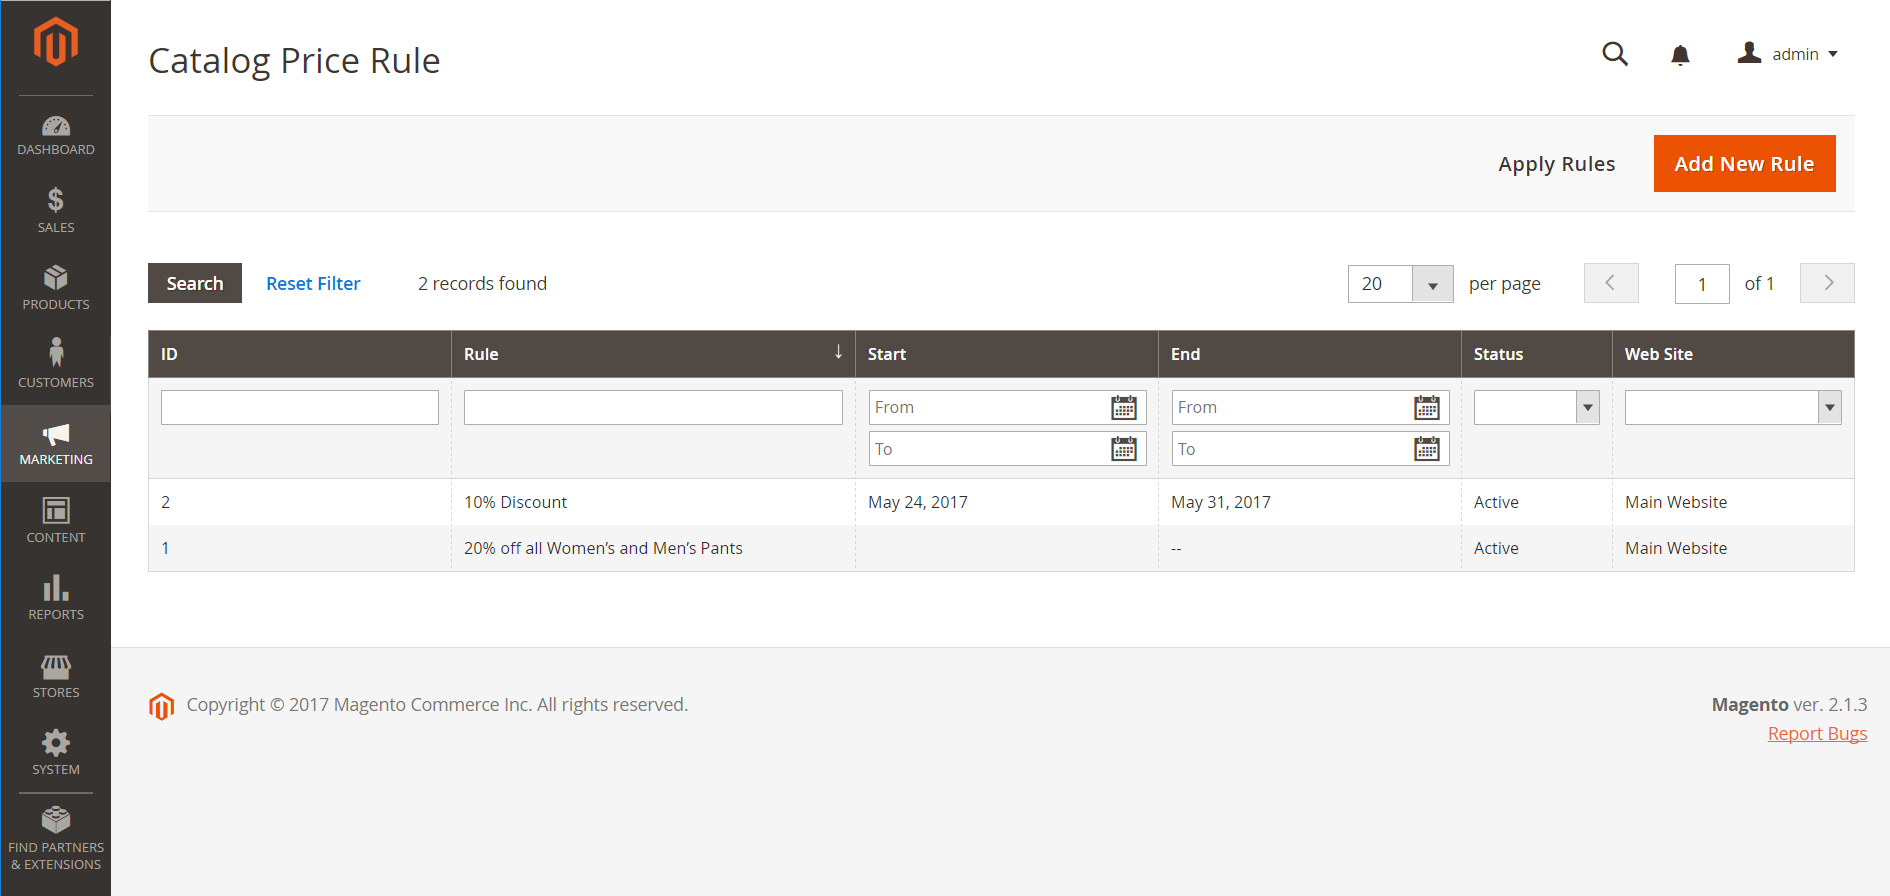 Catalog Price Rule
admin
Apply Rules
Add New Rule
Search Reset Filter 2 records found 20 per page 1 of 1
ID Rule Start End Status Web Site
From From
To To
2 10% Discount May 24, 2017 May 31, 2017 Active Main Website
1 20% off all Women’s and Men’s Pants -- Active Main Website
DASHBOARD
SALES
PRODUCTS
CUSTOMERS
MARKETING
CONTENT
REPORTS
STORES
SYSTEM
FIND PARTNERS
& EXTENSIONS
Copyright © 2017 Magento Commerce Inc. All rights reserved.
Magento ver. 2.1.3
Report Bugs